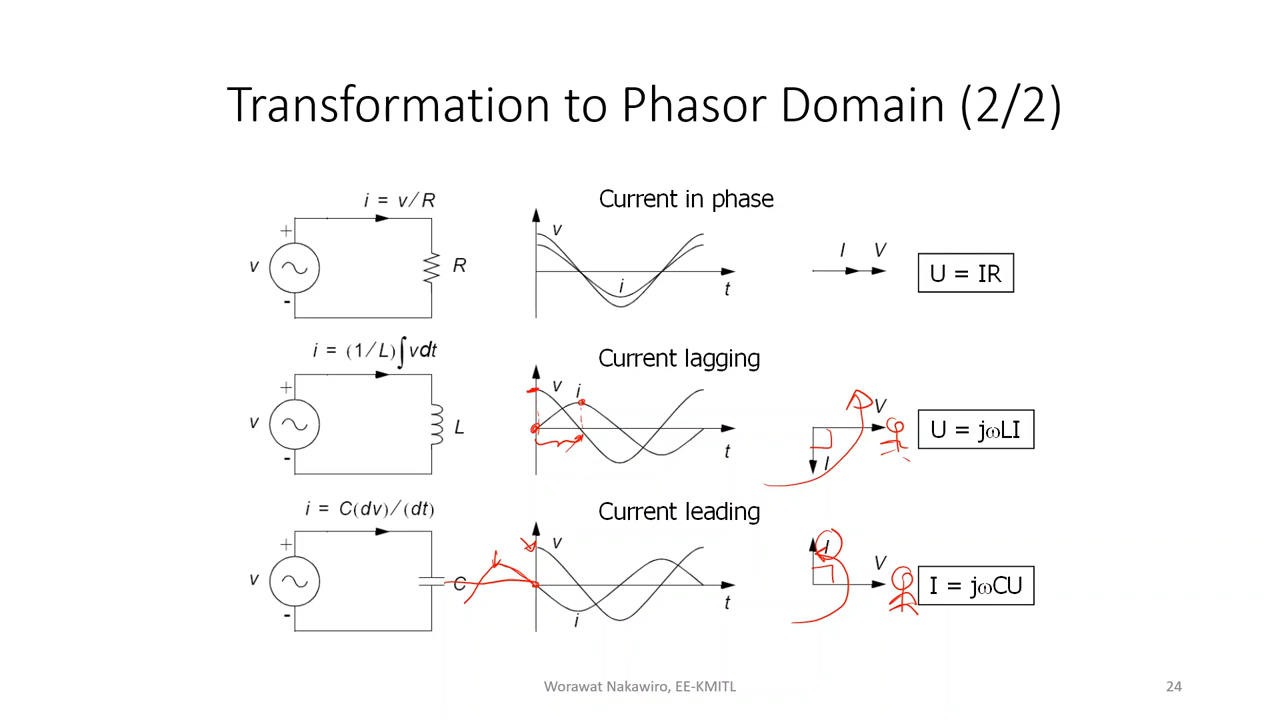 Transformation to Phasor Domain (2/2)
i = v/R
Current in phase
+
v
-
R
v
i
t
I V
U = IR
i = (1/L)∫vdt
Current lagging
+
v
-
L
v i
t
V
I
U = jωLI
i = C(dv)/(dt)
Current leading
+
v
-
C
v
i
t
I
V
I = jωCU
Worawat Nakawiro, EE-KMITL
24